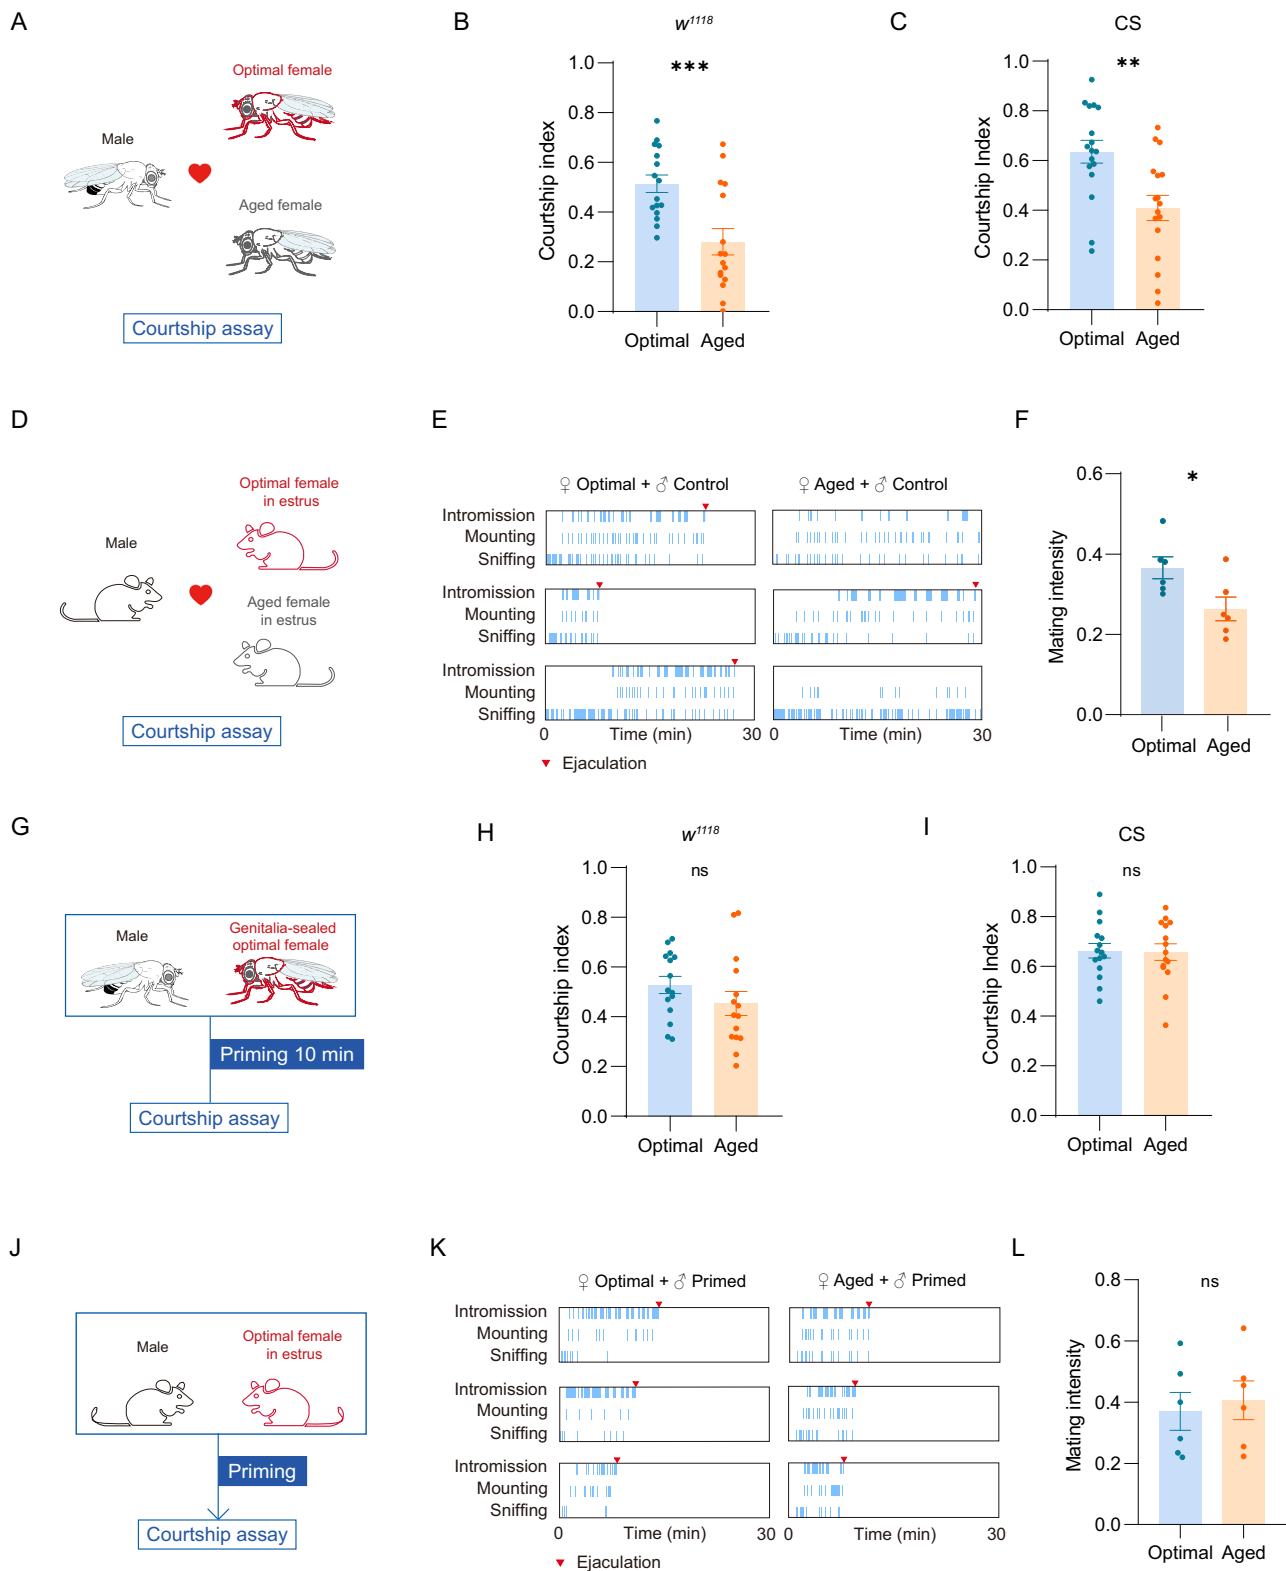 A
Optimal female
Male
Aged female
Courtship assay
B
w1118
***
Courtship index
1.0
0.8
0.6
0.4
0.2
0.0
Optimal Aged
C
CS
**
Courtship Index
1.0
0.8
0.6
0.4
0.2
0.0
Optimal Aged
D
Optimal female
in estrus
Male
Aged female
in estrus
Courtship assay
E
♀ Optimal + ♂ Control
♀ Aged + ♂ Control
Intromission
Mounting
Sniffing
Intromission
Mounting
Sniffing
Intromission
Mounting
Sniffing
0 Time (min) 30
0 Time (min) 30
▼ Ejaculation
F
*
Mating intensity
0.6
0.4
0.2
0.0
Optimal Aged
G
Male
Genitalia-sealed
optimal female
Priming 10 min
Courtship assay
H
w1118
ns
Courtship index
1.0
0.8
0.6
0.4
0.2
0.0
Optimal Aged
I
CS
ns
Courtship Index
1.0
0.8
0.6
0.4
0.2
0.0
Optimal Aged
J
Male
Optimal female
in estrus
Priming
Courtship assay
K
♀ Optimal + ♂ Primed
♀ Aged + ♂ Primed
Intromission
Mounting
Sniffing
Intromission
Mounting
Sniffing
Intromission
Mounting
Sniffing
0 Time (min) 30
0 Time (min) 30
▼ Ejaculation
L
ns
Mating intensity
0.8
0.6
0.4
0.2
0.0
Optimal Aged